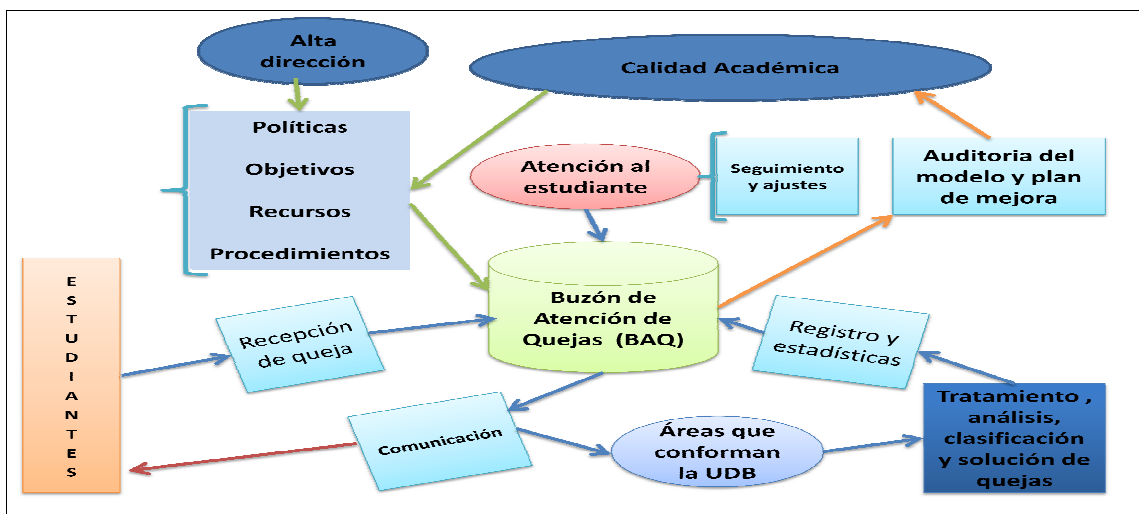 Alta
dirección
Calidad Académica
Políticas
Objetivos
Recursos
Procedimientos
Atención al
estudiante
Seguimiento
y ajustes
Auditoria del
modelo y plan
de mejora
ESTUDIANTES
Recepción
de queja
Buzón de
Atención de
Quejas (BAQ)
Registro y
estadísticas
Comunicación
Áreas que
conforman
la UDB
Tratamiento ,
análisis,
clasificación
y solución de
quejas